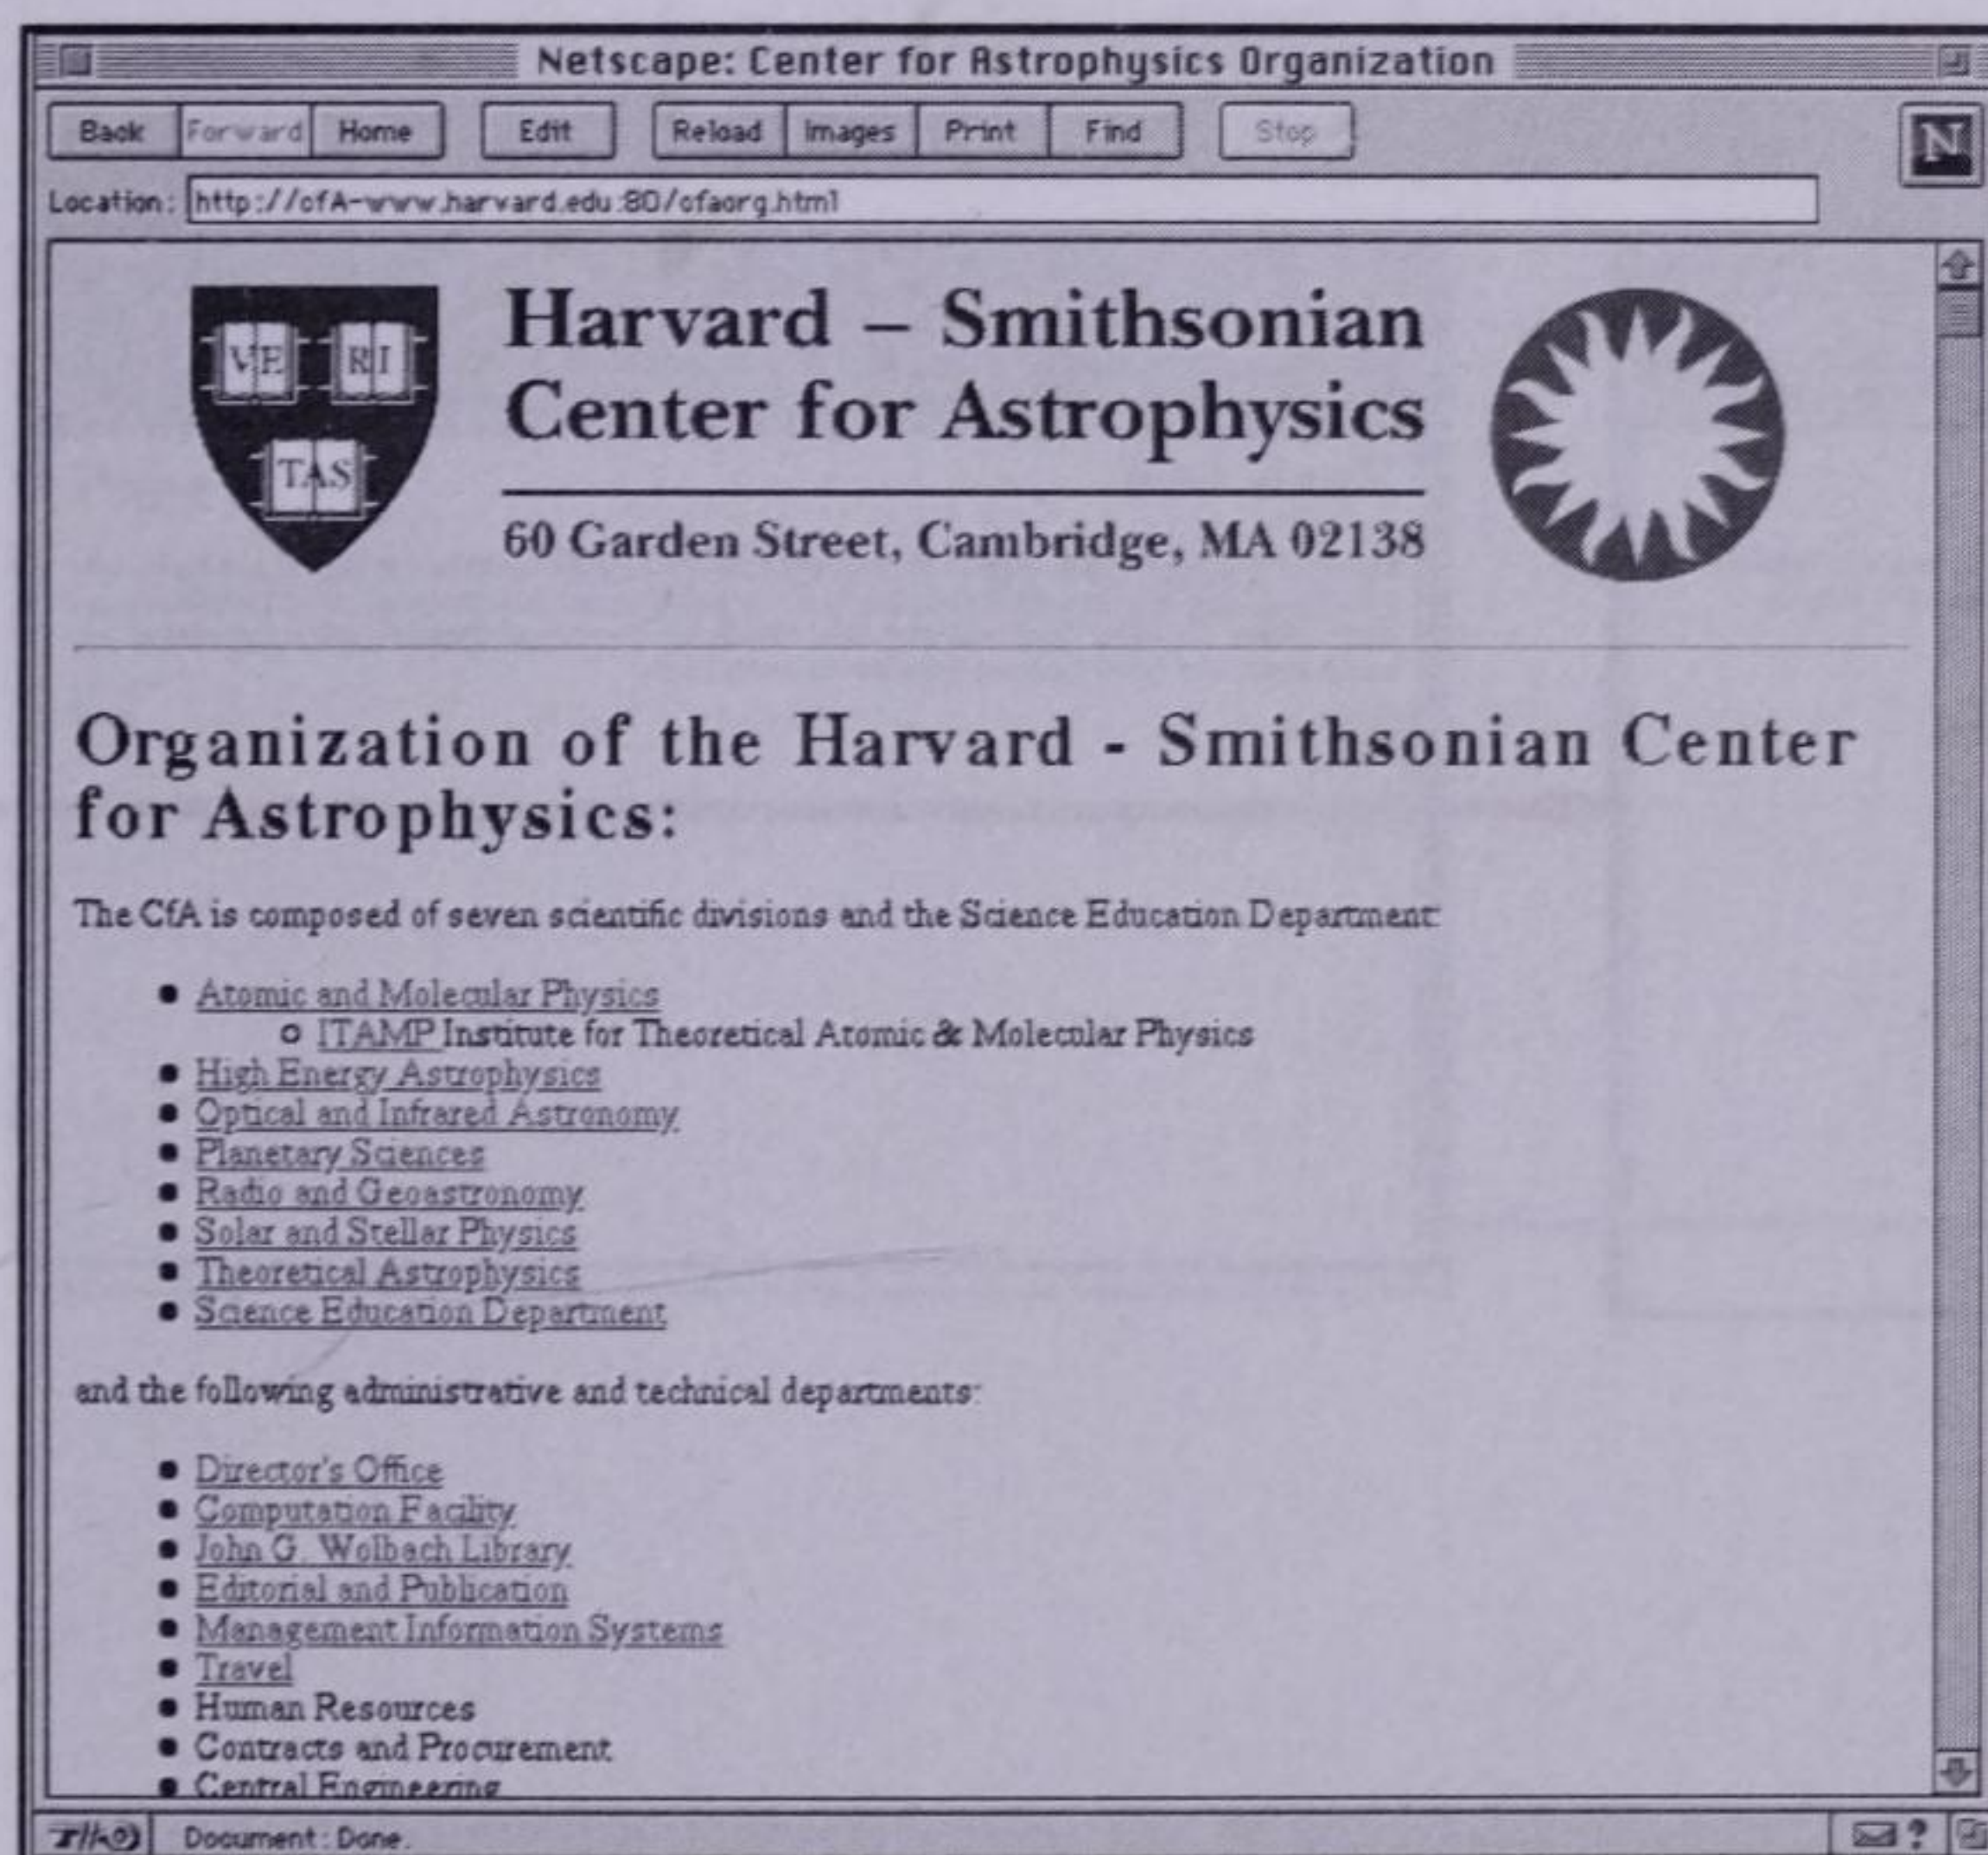 Netscape: Center for Astrophysics Organization
Back Forward Home Edit Reload Images Print Find Stop
N
Location: http://cfA-www.harvard.edu:80/cfaorg.html
VE RI
TAS
Harvard – Smithsonian
Center for Astrophysics
60 Garden Street, Cambridge, MA 02138
Organization of the Harvard - Smithsonian Center
for Astrophysics:
The CfA is composed of seven scientific divisions and the Science Education Department:
Atomic and Molecular Physics
ITAMP Institute for Theoretical Atomic & Molecular Physics
High Energy Astrophysics
Optical and Infrared Astronomy
Planetary Sciences
Radio and Geoastronomy
Solar and Stellar Physics
Theoretical Astrophysics
Science Education Department
and the following administrative and technical departments:
Director's Office
Computation Facility
John G. Wolbach Library
Editorial and Publication
Management Information Systems
Travel
Human Resources
Contracts and Procurement
Central Engineering
Document: Done.
?